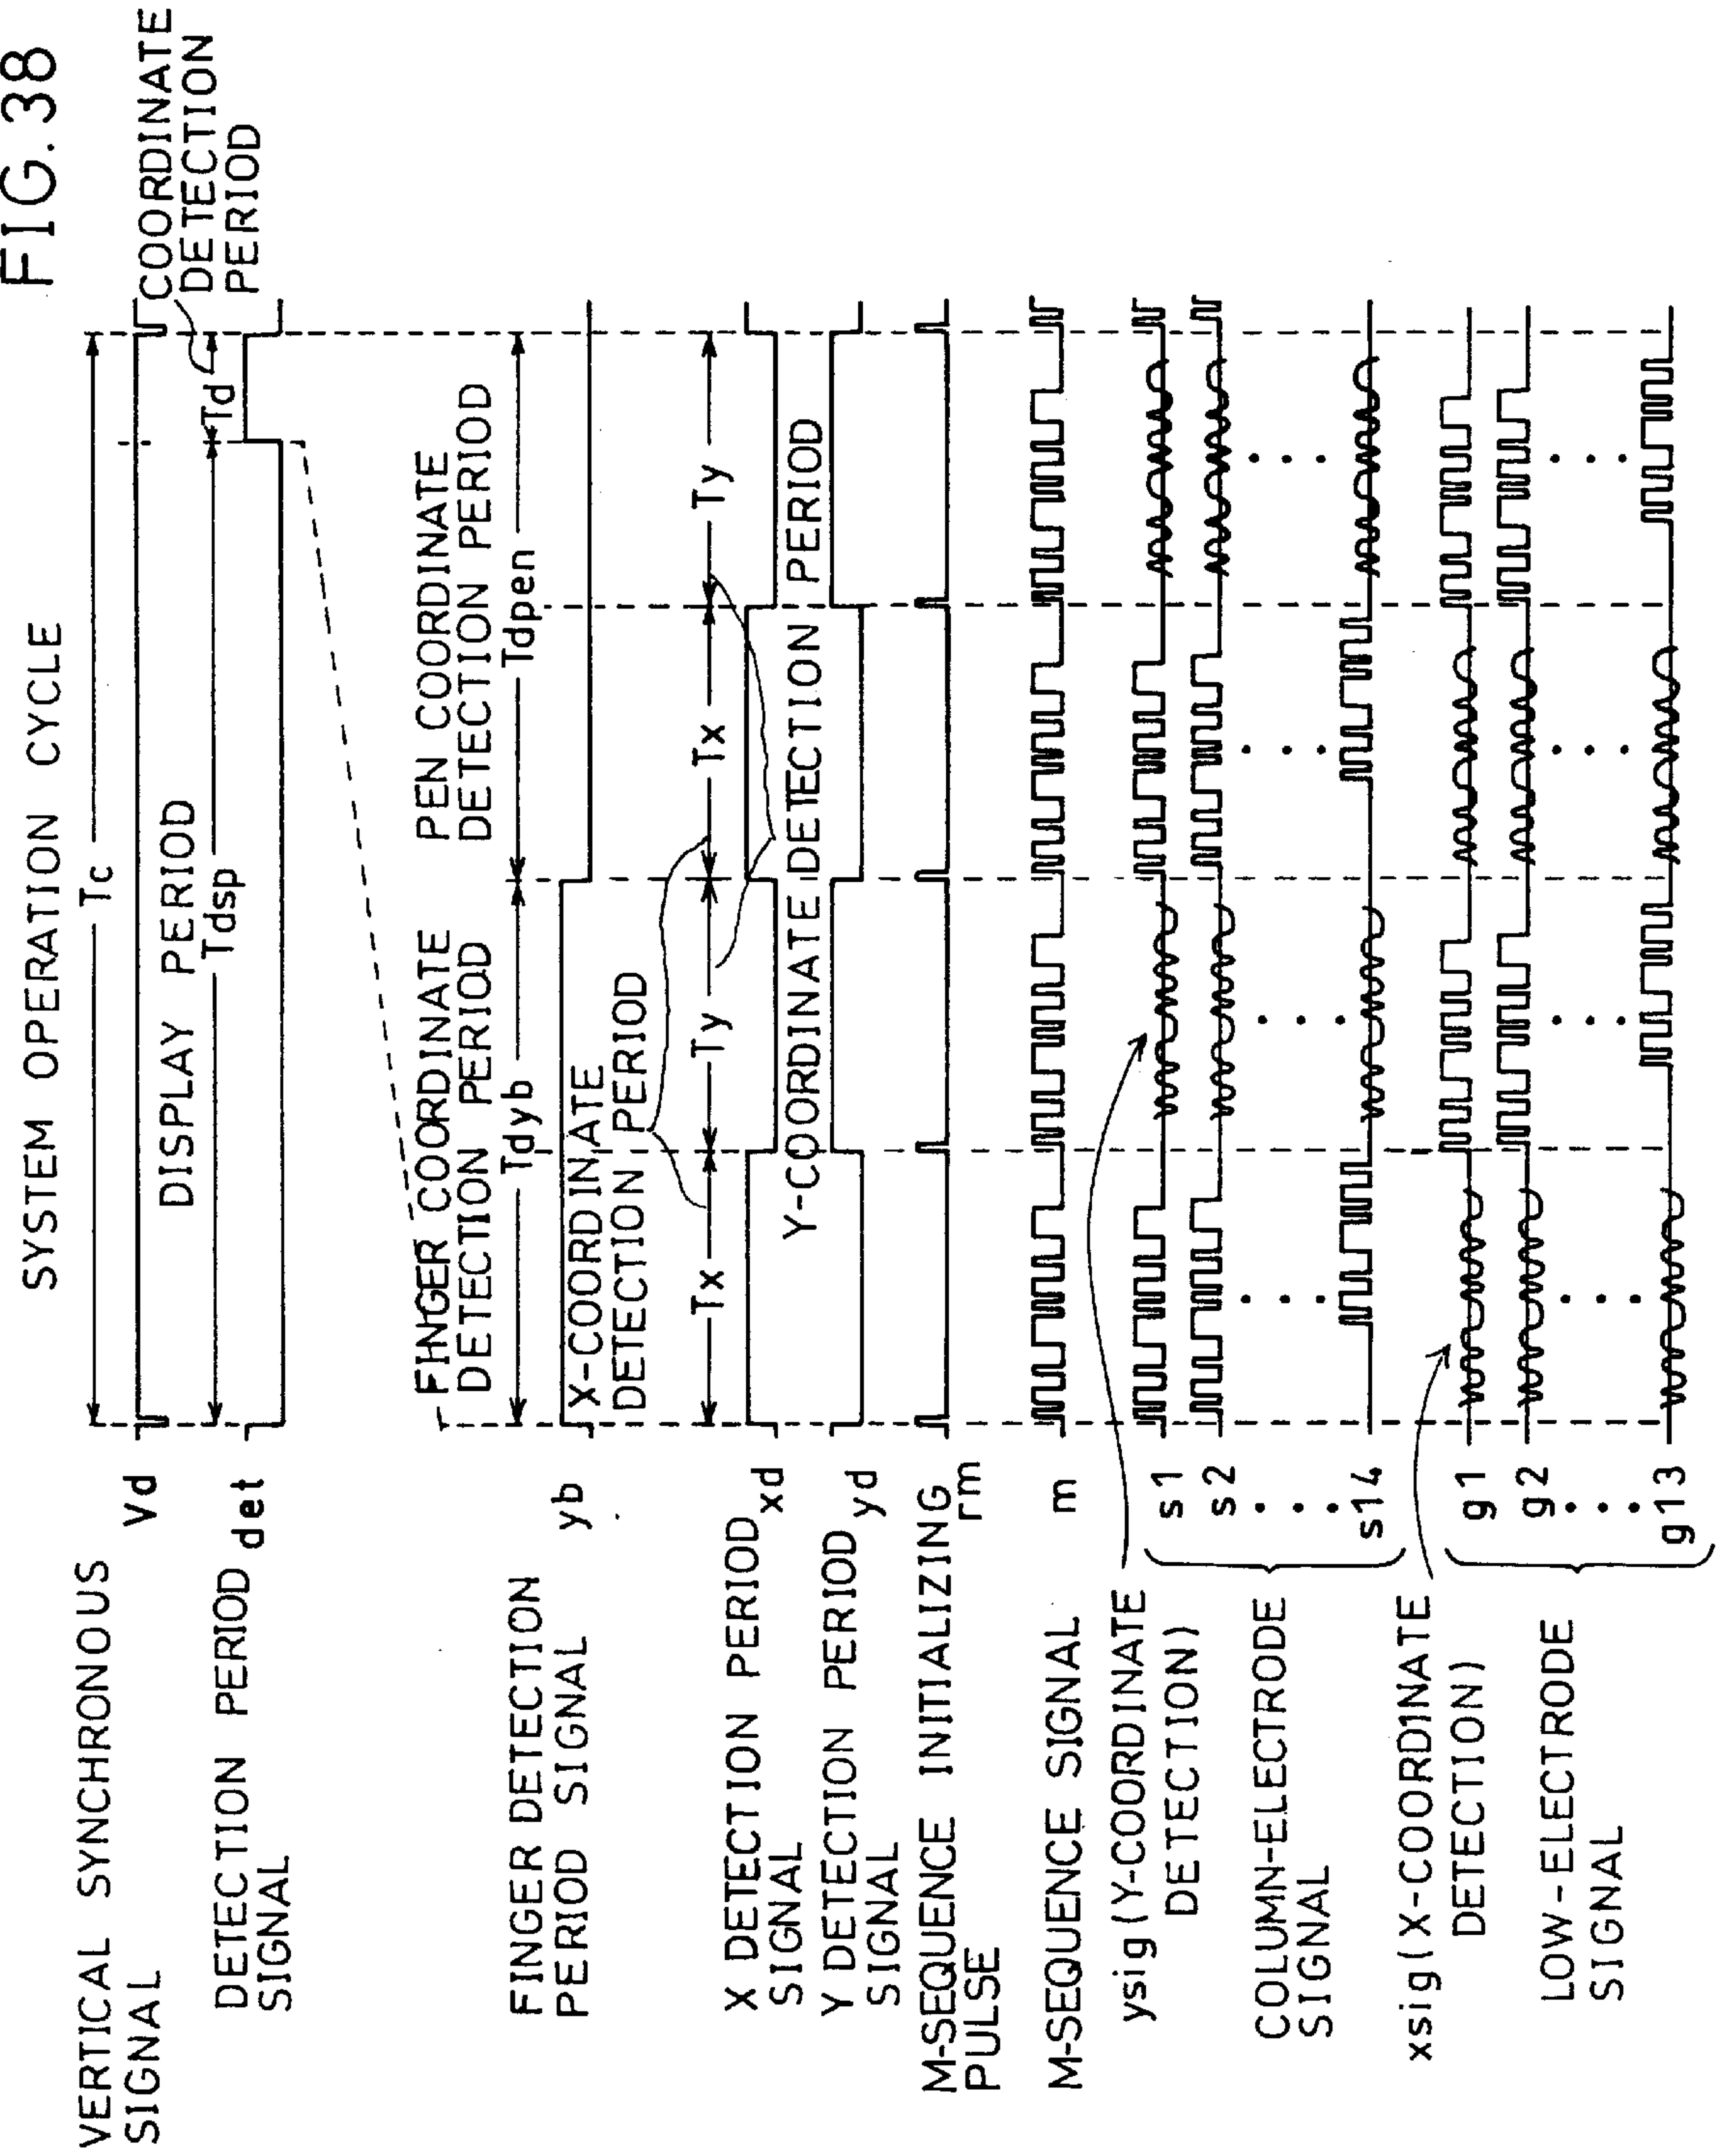 FIG.38
SYSTEM OPERATION CYCLE
Tc
VERTICAL SYNCHRONOUS
SIGNAL
Vd
COORDINATE
DETECTION
PERIOD
DISPLAY PERIOD
Tdsp
Td
DETECTION PERIOD
SIGNAL
det
FINGER COORDINATE
DETECTION PERIOD
PEN COORDINATE
DETECTION PERIOD
Tdyb
Tdpen
FINGER DETECTION
PERIOD SIGNAL
yb
X-COORDINATE
DETECTION PERIOD
Tx
Ty
Tx
Ty
X DETECTION PERIOD
SIGNAL
xd
Y-COORDINATE DETECTION PERIOD
Y DETECTION PERIOD
SIGNAL
yd
M-SEQUENCE INITIALIZING
PULSE
rm
M-SEQUENCE SIGNAL
m
ysig(Y-COORDINATE
DETECTION)
s1
s2
COLUMN-ELECTRODE
SIGNAL
s14
xsig(X-COORDINATE
DETECTION)
g1
g2
LOW-ELECTRODE
SIGNAL
g13